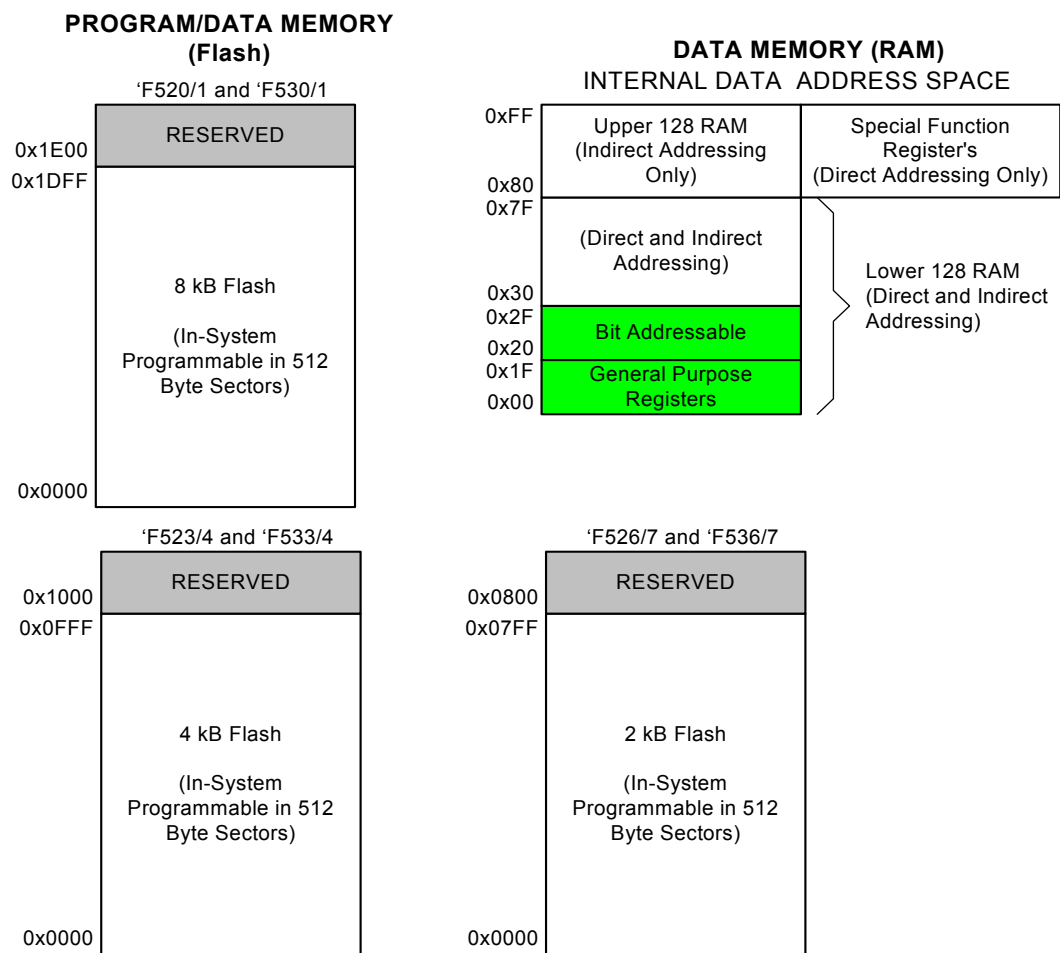 PROGRAM/DATA MEMORY
(Flash)
‘F520/1 and ‘F530/1
RESERVED
0x1E00
0x1DFF
8 kB Flash
(In-System
Programmable in 512
Byte Sectors)
0x0000
DATA MEMORY (RAM)
INTERNAL DATA ADDRESS SPACE
0xFF
Upper 128 RAM
(Indirect Addressing
Only)
Special Function
Register's
(Direct Addressing Only)
0x80
0x7F
(Direct and Indirect
Addressing)
Lower 128 RAM
(Direct and Indirect
Addressing)
0x30
0x2F
Bit Addressable
0x20
0x1F
General Purpose
Registers
0x00
‘F523/4 and ‘F533/4
RESERVED
0x1000
0x0FFF
4 kB Flash
(In-System
Programmable in 512
Byte Sectors)
0x0000
‘F526/7 and ‘F536/7
RESERVED
0x0800
0x07FF
2 kB Flash
(In-System
Programmable in 512
Byte Sectors)
0x0000